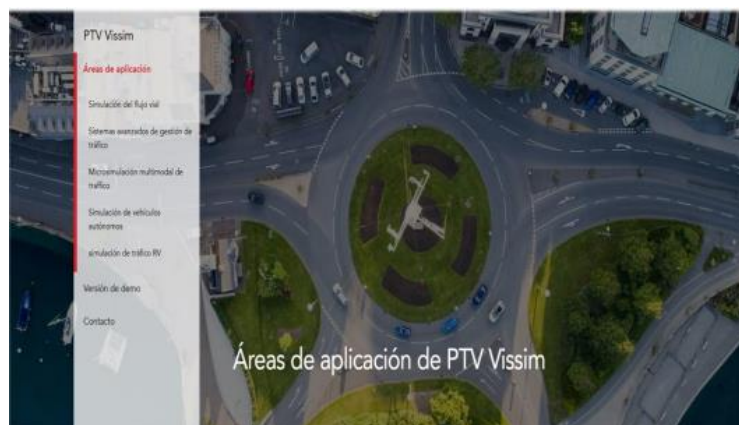 PTV Vissim
Áreas de aplicación
Simulación del flujo vial
Sistemas avanzados de gestión de
tráfico
Microsimulación multimodal de
traffico
Simulación de vehículos
autónomos
simulación de tráfico RV
Versión de demo
Contacto
Áreas de aplicación de PTV Vissim